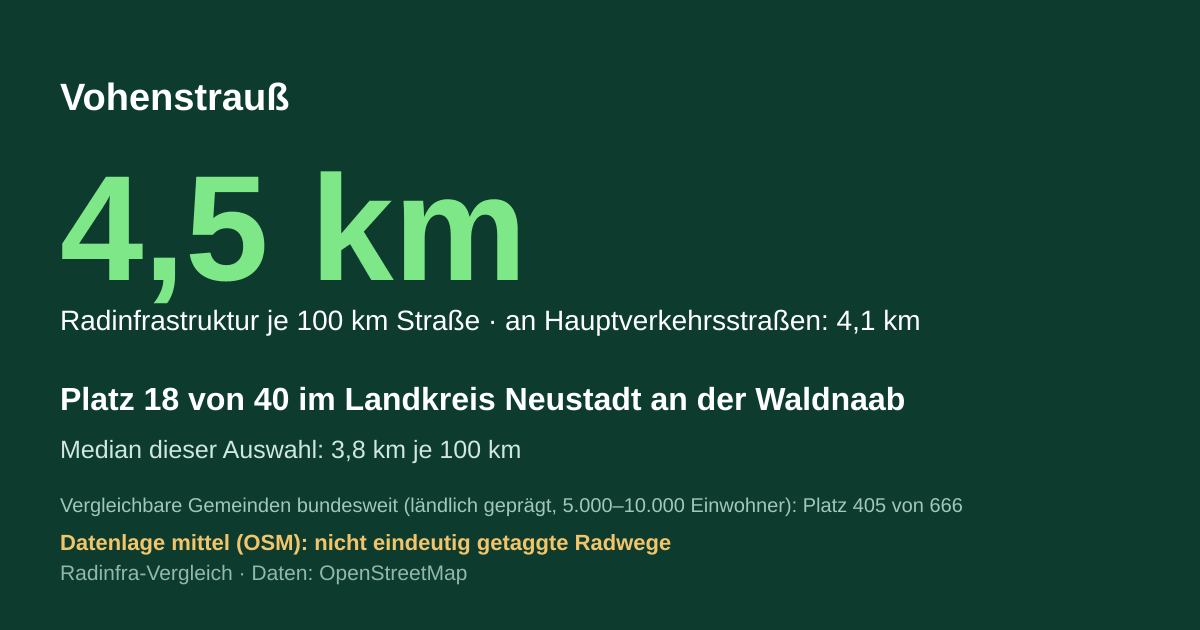 Vohenstrauß
4,5 km
Radinfrastruktur je 100 km Straße · an Hauptverkehrsstraßen: 4,1 km
Platz 18 von 40 im Landkreis Neustadt an der Waldnaab
Median dieser Auswahl: 3,8 km je 100 km
Vergleichbare Gemeinden bundesweit (ländlich geprägt, 5.000–10.000 Einwohner): Platz 405 von 666
Datenlage mittel (OSM): nicht eindeutig getaggte Radwege
Radinfra-Vergleich · Daten: OpenStreetMap